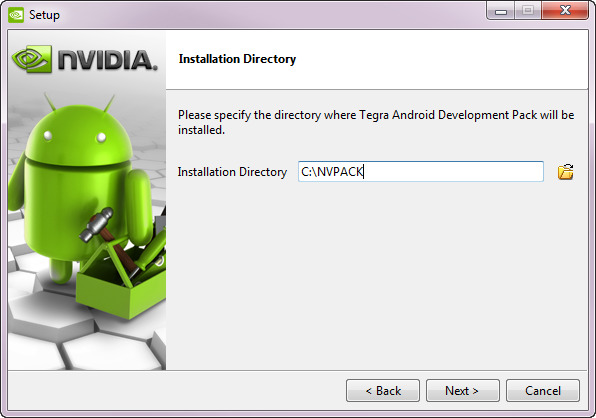 Setup
NVIDIA.
Installation Directory
Please specify the directory where Tegra Android Development Pack will be
installed.
Installation Directory C:\NVPACK
< Back Next > Cancel